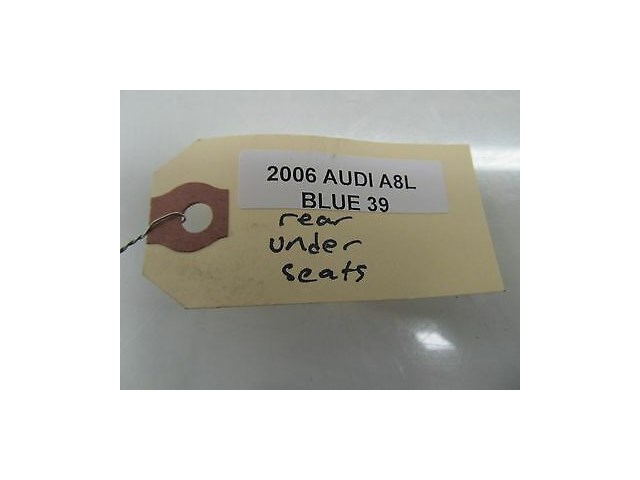 2006 AUDI A8L
BLUE 39
rear
under
seats